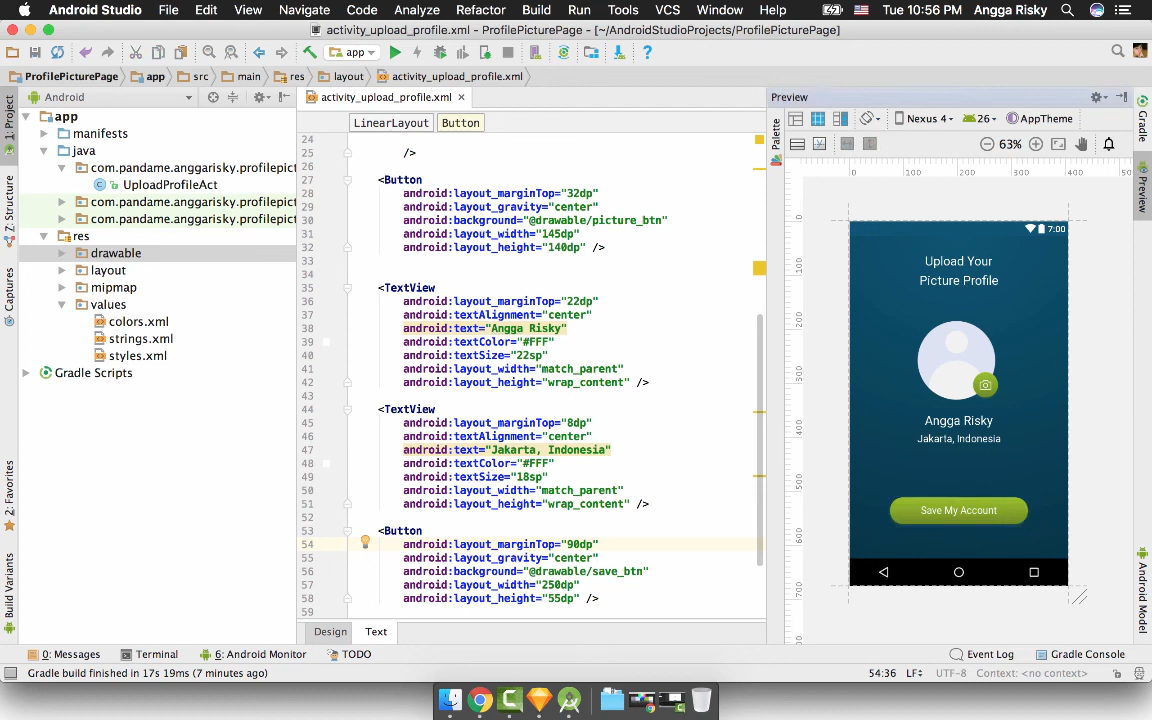 Android Studio File Edit View Navigate Code Analyze Refactor Build Run Tools VCS Window Help Tue 10:56 PM Angga Risky
activity_upload_profile.xml - ProfilePicturePage - [~/AndroidStudioProjects/ProfilePicturePage]
app
ProfilePicturePage app src main res layout activity_upload_profile.xml
1: Project
Z: Structure
Captures
2: Favorites
Build Variants
Android
app
manifests
java
com.pandame.anggarisky.profilepict
UploadProfileAct
com.pandame.anggarisky.profilepict
com.pandame.anggarisky.profilepict
res
drawable
layout
mipmap
values
colors.xml
strings.xml
styles.xml
Gradle Scripts
activity_upload_profile.xml
LinearLayout Button
24
25 />
26
27 <Button
28 android:layout_marginTop="32dp"
29 android:layout_gravity="center"
30 android:background="@drawable/picture_btn"
31 android:layout_width="145dp"
32 android:layout_height="140dp" />
33
34
35 <TextView
36 android:layout_marginTop="22dp"
37 android:textAlignment="center"
38 android:text="Angga Risky"
39 android:textColor="#FFF"
40 android:textSize="22sp"
41 android:layout_width="match_parent"
42 android:layout_height="wrap_content" />
43
44 <TextView
45 android:layout_marginTop="8dp"
46 android:textAlignment="center"
47 android:text="Jakarta, Indonesia"
48 android:textColor="#FFF"
49 android:textSize="18sp"
50 android:layout_width="match_parent"
51 android:layout_height="wrap_content" />
52
53 <Button
54 android:layout_marginTop="90dp"
55 android:layout_gravity="center"
56 android:background="@drawable/save_btn"
57 android:layout_width="250dp"
58 android:layout_height="55dp" />
59
Design Text
Preview
Palette
Nexus 4 26 AppTheme
63%
0 100 200 300 400 50
0
100
200
300
400
500
600
700
7:00
Upload Your
Picture Profile
Angga Risky
Jakarta, Indonesia
Save My Account
Gradle
Preview
Android Model
0: Messages Terminal 6: Android Monitor TODO Event Log Gradle Console
Gradle build finished in 17s 19ms (7 minutes ago) 54:36 LF UTF-8 Context: <no context>